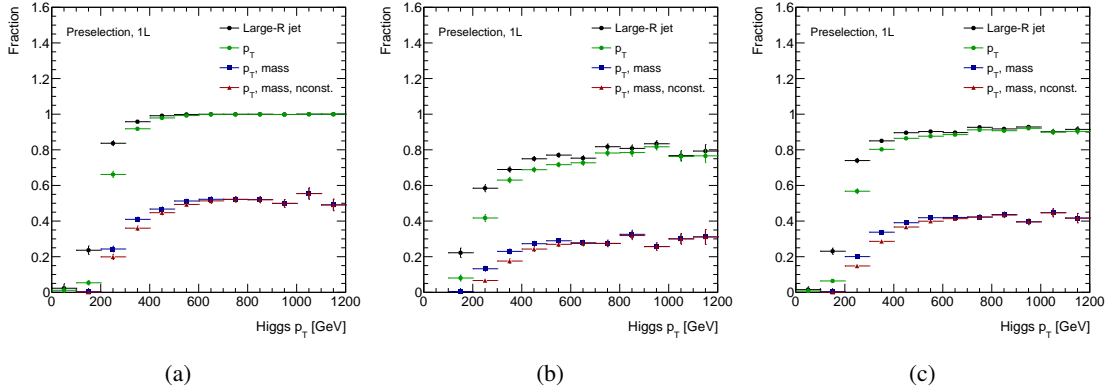 Fraction
1.6
1.4
1.2
1
0.8
0.6
0.4
0.2
0
Preselection, 1L
Large-R jet
p_T
p_T, mass
p_T, mass, nconst.
0 200 400 600 800 1000 1200
Higgs p_T [GeV]
(a)
Fraction
1.6
1.4
1.2
1
0.8
0.6
0.4
0.2
0
Preselection, 1L
Large-R jet
p_T
p_T, mass
p_T, mass, nconst.
0 200 400 600 800 1000 1200
Higgs p_T [GeV]
(b)
Fraction
1.6
1.4
1.2
1
0.8
0.6
0.4
0.2
0
Preselection, 1L
Large-R jet
p_T
p_T, mass
p_T, mass, nconst.
0 200 400 600 800 1000 1200
Higgs p_T [GeV]
(c)